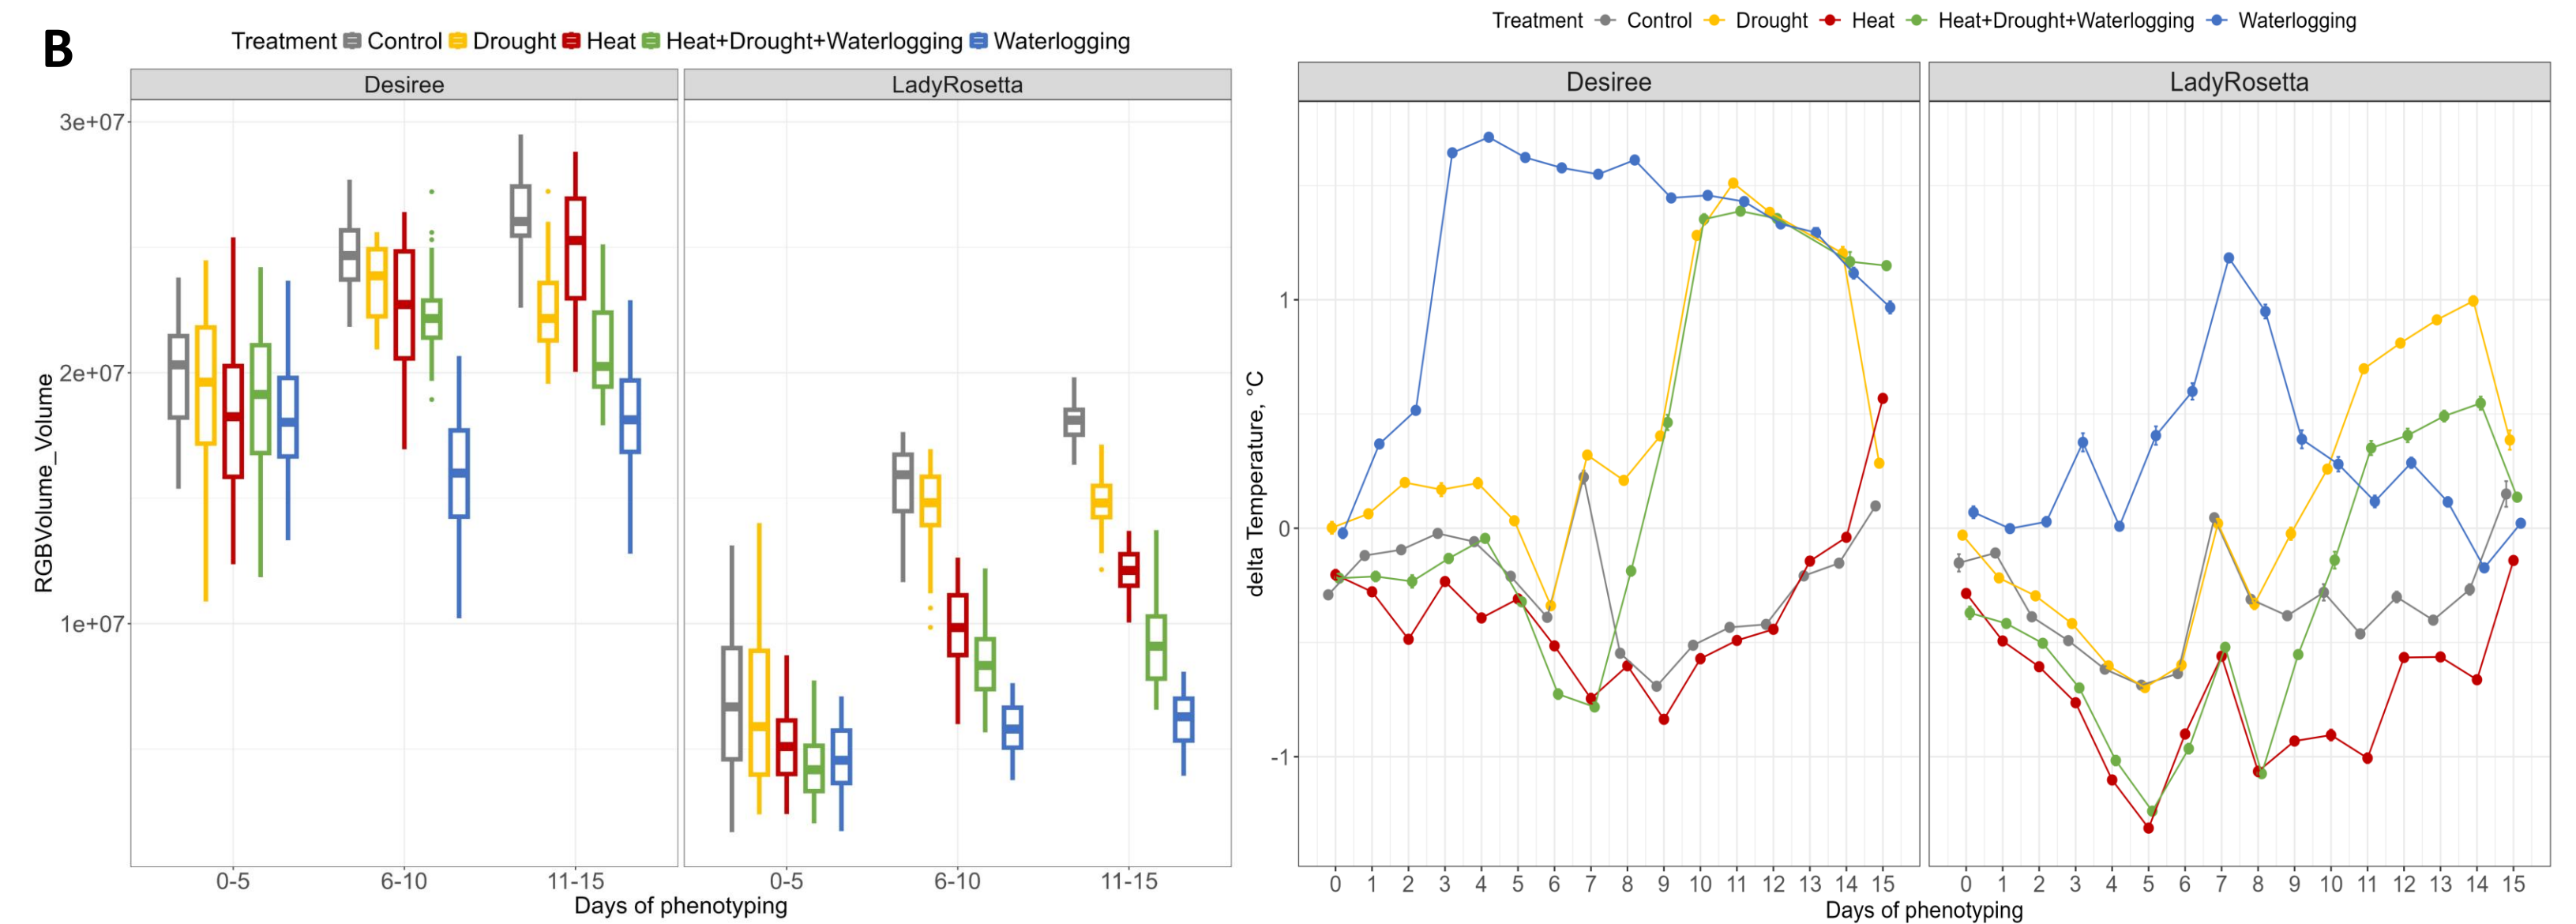 B
Treatment Control Drought Heat Heat+Drought+Waterlogging Waterlogging
Desiree LadyRosetta
RGBVolume_Volume
3e+07
2e+07
1e+07
0-5 6-10 11-15 0-5 6-10 11-15
Days of phenotyping
Treatment Control Drought Heat Heat+Drought+Waterlogging Waterlogging
Desiree LadyRosetta
delta Temperature, °C
1
0
-1
0 1 2 3 4 5 6 7 8 9 10 11 12 13 14 15 0 1 2 3 4 5 6 7 8 9 10 11 12 13 14 15
Days of phenotyping